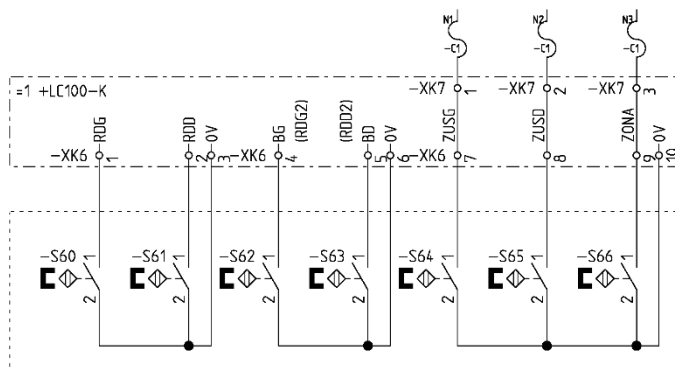 N1 N2 N3
-C1 -C1 -C1
=1 +LC100-K
-XK7 1 -XK7 2 -XK7 3
RDG RDD 0V BG (RDG2) (RDD2) BD 0V ZUSG ZUSD ZONA 0V
-XK6 1 2 3 -XK6 4 5 6 -XK6 7 8 9 10
-S60 1 -S61 1 -S62 1 -S63 1 -S64 1 -S65 1 -S66 1
2 2 2 2 2 2 2